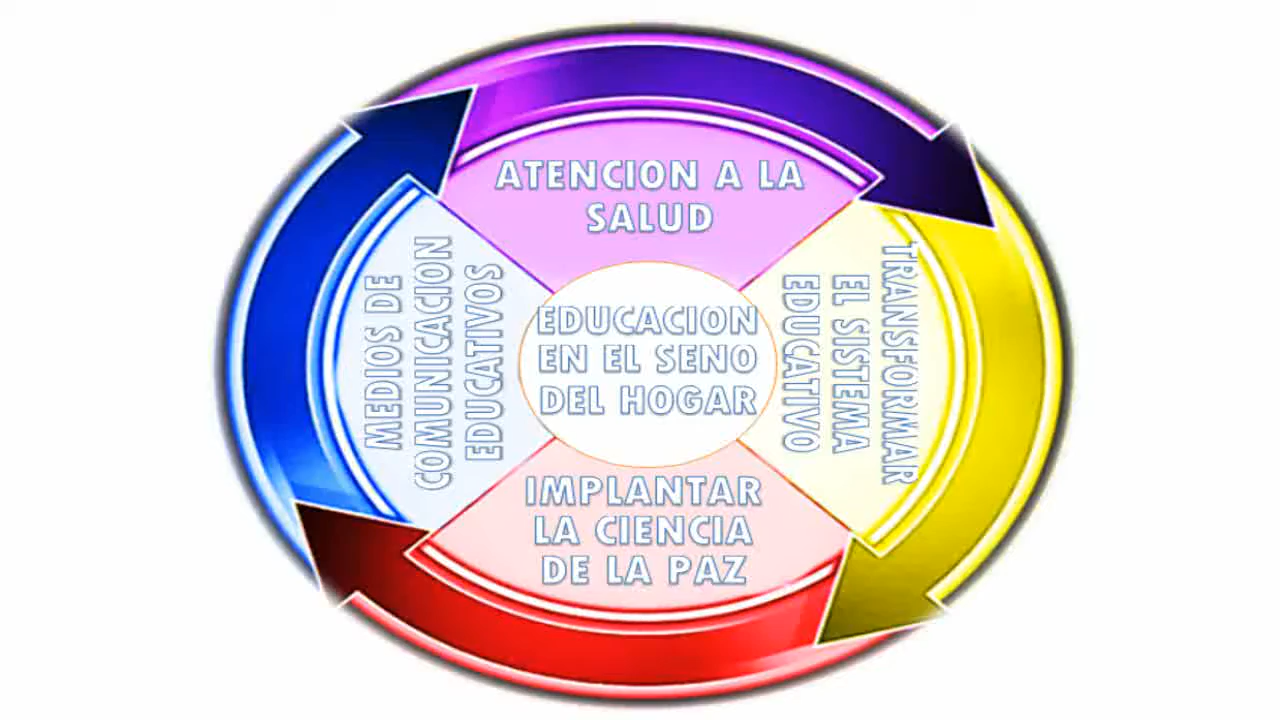 ATENCION A LA
SALUD
MEDIOS DE
COMUNICACION
EDUCATIVOS
EDUCACION
EN EL SENO
DEL HOGAR
TRANSFORMAR
EL SISTEMA
EDUCATIVO
IMPLANTAR
LA CIENCIA
DE LA PAZ